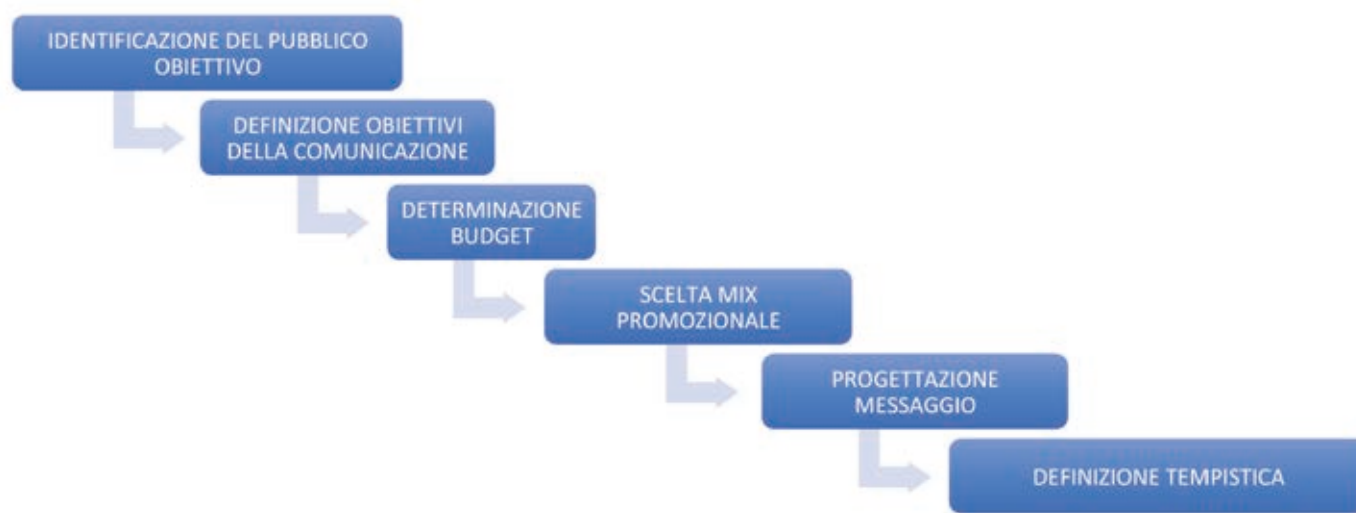 IDENTIFICAZIONE DEL PUBBLICO
OBIETTIVO
DEFINIZIONE OBIETTIVI
DELLA COMUNICAZIONE
DETERMINAZIONE
BUDGET
SCELTA MIX
PROMOZIONALE
PROGETTAZIONE
MESSAGGIO
DEFINIZIONE TEMPISTICA